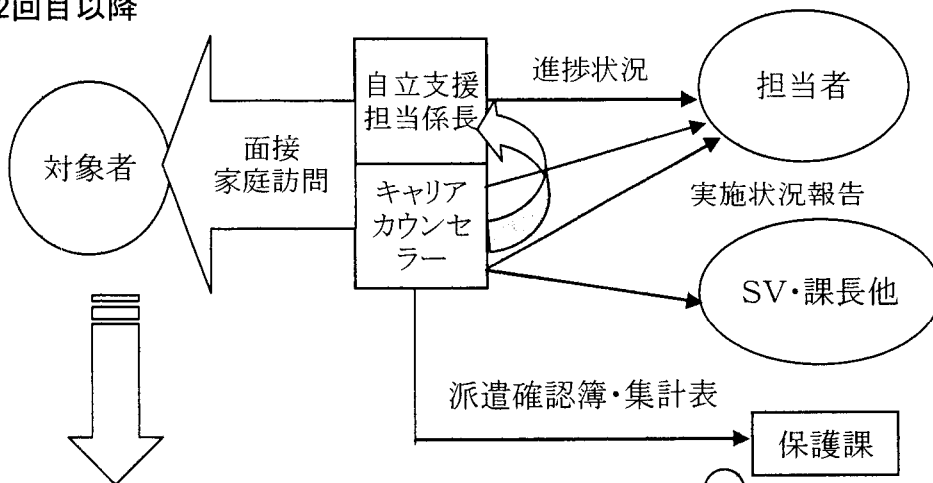 2回目以降
自立支援
担当係長
進捗状況
担当者
対象者
面接
家庭訪問
キャリア
カウンセ
ラー
実施状況報告
SV・課長他
派遣確認簿・集計表
保護課